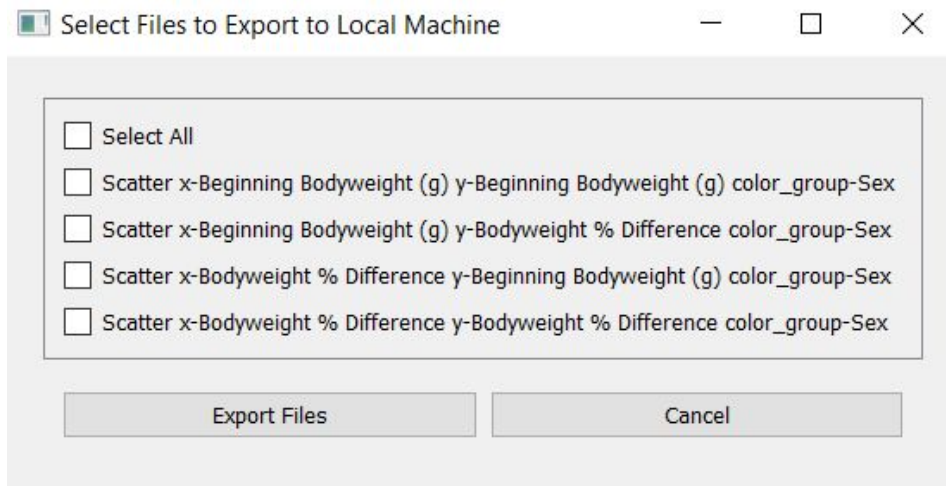 Select Files to Export to Local Machine
Select All
Scatter x-Beginning Bodyweight (g) y-Beginning Bodyweight (g) color_group-Sex
Scatter x-Beginning Bodyweight (g) y-Bodyweight % Difference color_group-Sex
Scatter x-Bodyweight % Difference y-Beginning Bodyweight (g) color_group-Sex
Scatter x-Bodyweight % Difference y-Bodyweight % Difference color_group-Sex
Export Files
Cancel